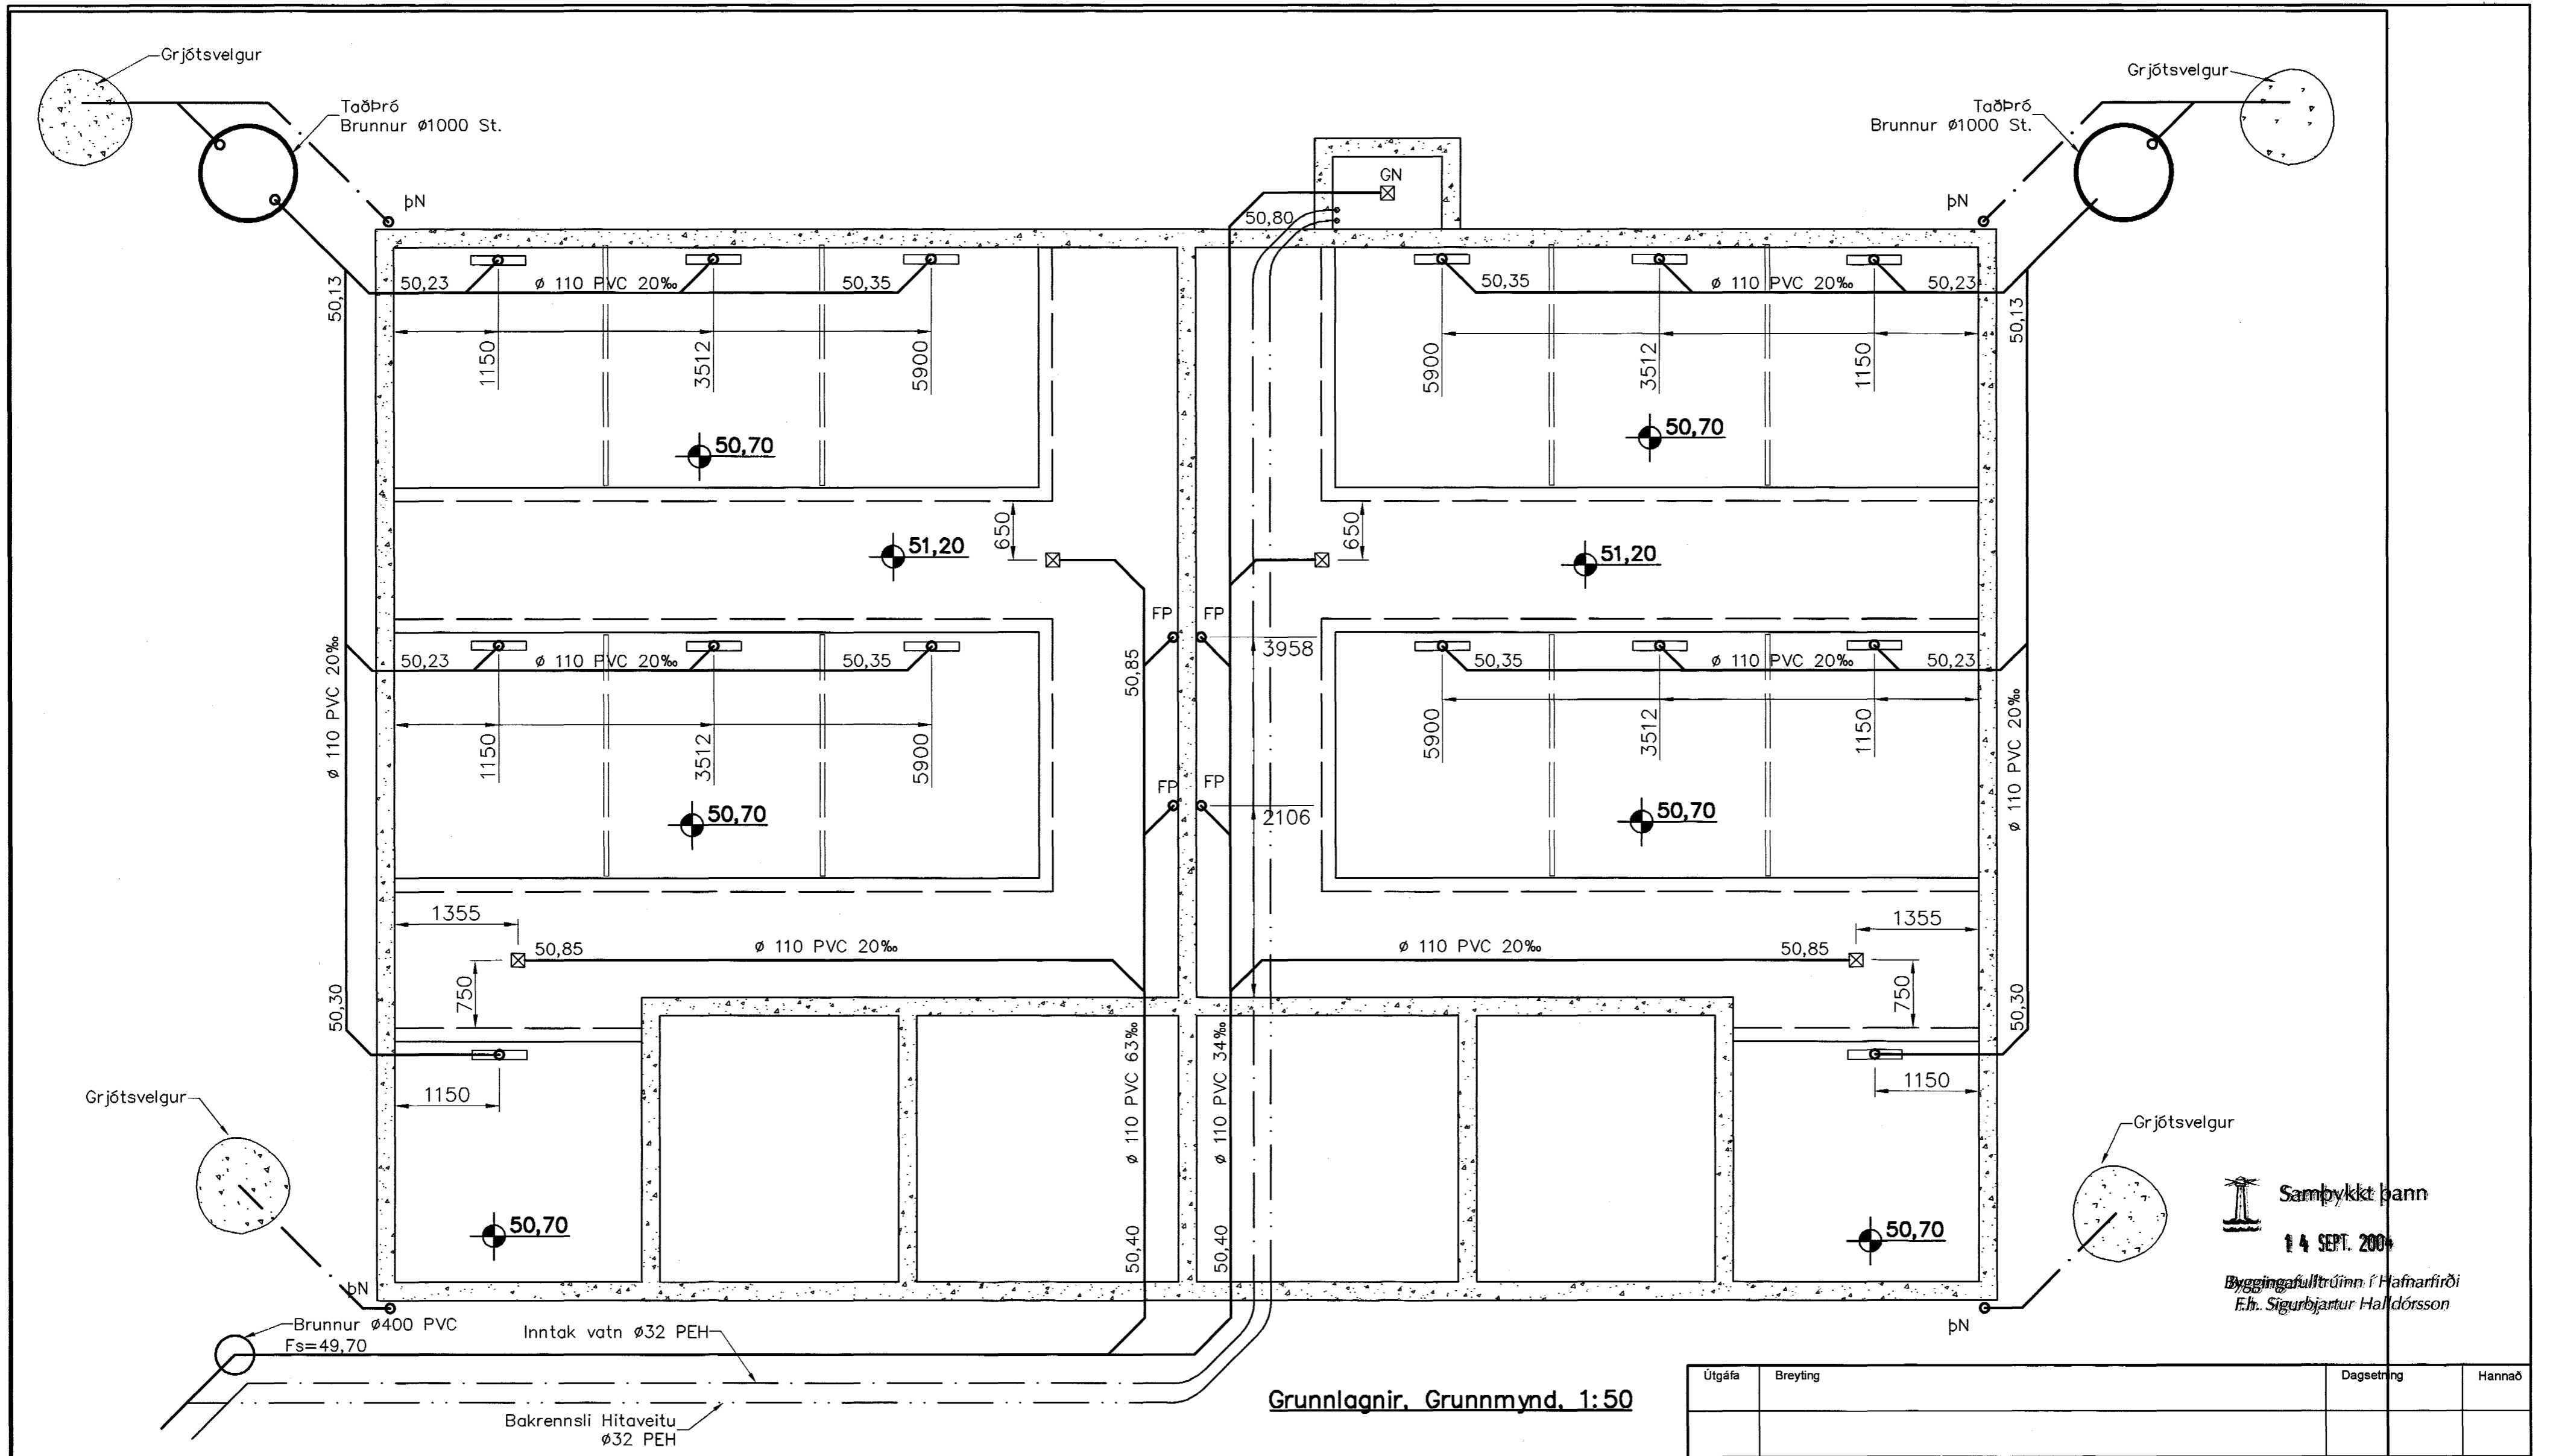 Grjótsvelgur
Taðþró
Brunnur ø1000 St.
þN
Grjótsvelgur
Taðþró
Brunnur ø1000 St.
þN
GN
50,80
50,13
50,23
ø 110 PVC 20‰
50,35
50,35
ø 110 PVC 20‰
50,23
50,13
1150
3512
5900
5900
3512
1150
50,70
50,70
650
650
51,20
51,20
FP
FP
3958
50,85
50,23
ø 110 PVC 20‰
50,35
50,35
ø 110 PVC 20‰
50,23
ø 110 PVC 20‰
ø 110 PVC 20‰
1150
3512
5900
5900
3512
1150
FP
FP
2106
50,70
50,70
1355
1355
50,85
ø 110 PVC 20‰
ø 110 PVC 20‰
50,85
750
750
50,30
50,30
1150
1150
ø 110 PVC 63‰
ø 110 PVC 34‰
Grjótsvelgur
Grjótsvelgur
50,70
50,40
50,40
50,70
þN
þN
Brunnur ø400 PVC
Fs=49,70
Inntak vatn ø32 PEH
Bakrennsli Hitaveitu
ø32 PEH
Samþykkt þann
14 SEPT. 2004
Byggingafulltrúinn í Hafnarfirði
F.h. Sigurbjartur Halldórsson
Grunnlagnir. Grunnmynd. 1:50
Útgáfa Breyting Dagsetning Hannað